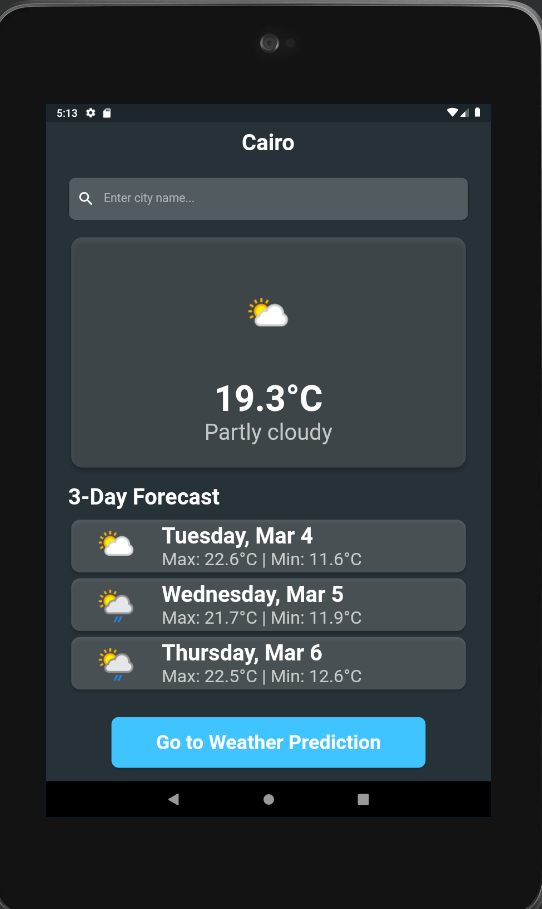 5:13
Cairo
Enter city name...
19.3°C
Partly cloudy
3-Day Forecast
Tuesday, Mar 4
Max: 22.6°C | Min: 11.6°C
Wednesday, Mar 5
Max: 21.7°C | Min: 11.9°C
Thursday, Mar 6
Max: 22.5°C | Min: 12.6°C
Go to Weather Prediction